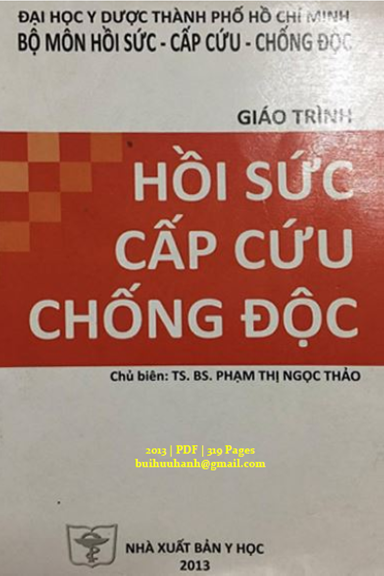 ĐẠI HỌC Y DƯỢC THÀNH PHỐ HỒ CHÍ MINH
BỘ MÔN HỒI SỨC - CẤP CỨU - CHỐNG ĐỘC
GIÁO TRÌNH
HỒI SỨC
CẤP CỨU
CHỐNG ĐỘC
Chủ biên: TS. BS. PHẠM THỊ NGỌC THẢO
2013 | PDF | 319 Pages
buihuuhanh@gmail.com
NHÀ XUẤT BẢN Y HỌC
2013